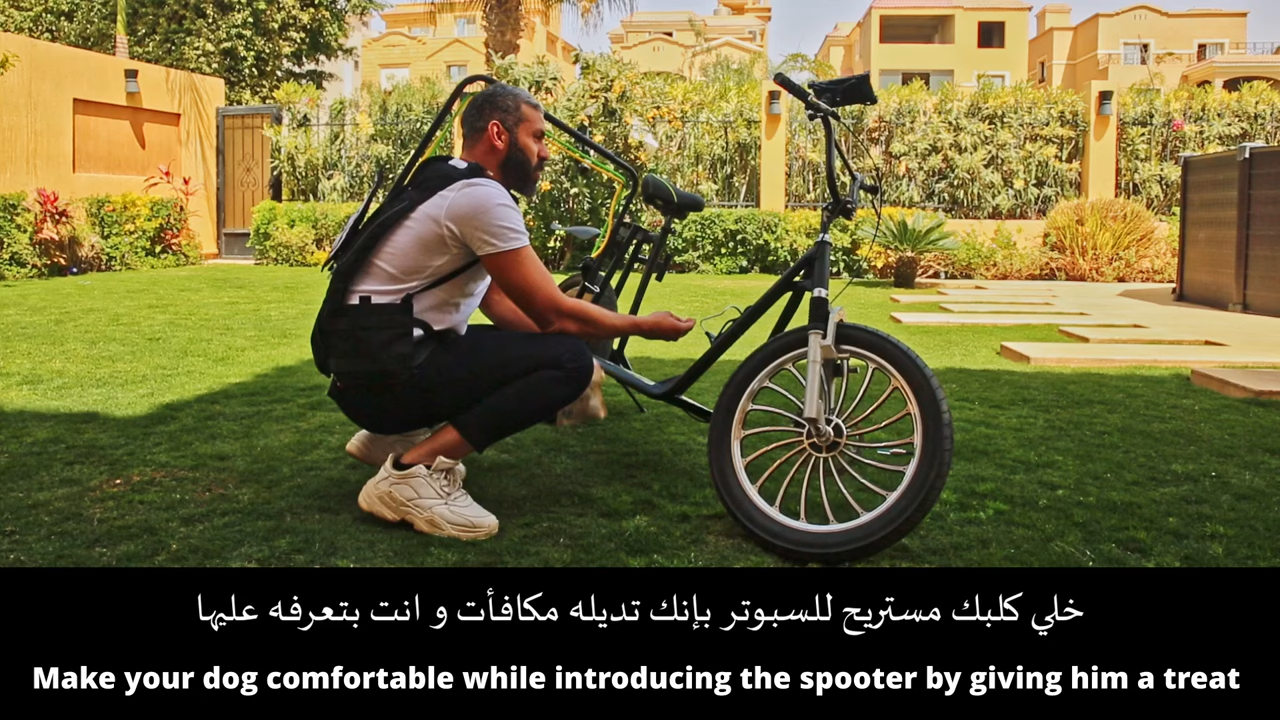 خلي كلبك مستريح للسبوتر بإنك تديله مكافأت و انت بتعرفه عليها
Make your dog comfortable while introducing the spooter by giving him a treat